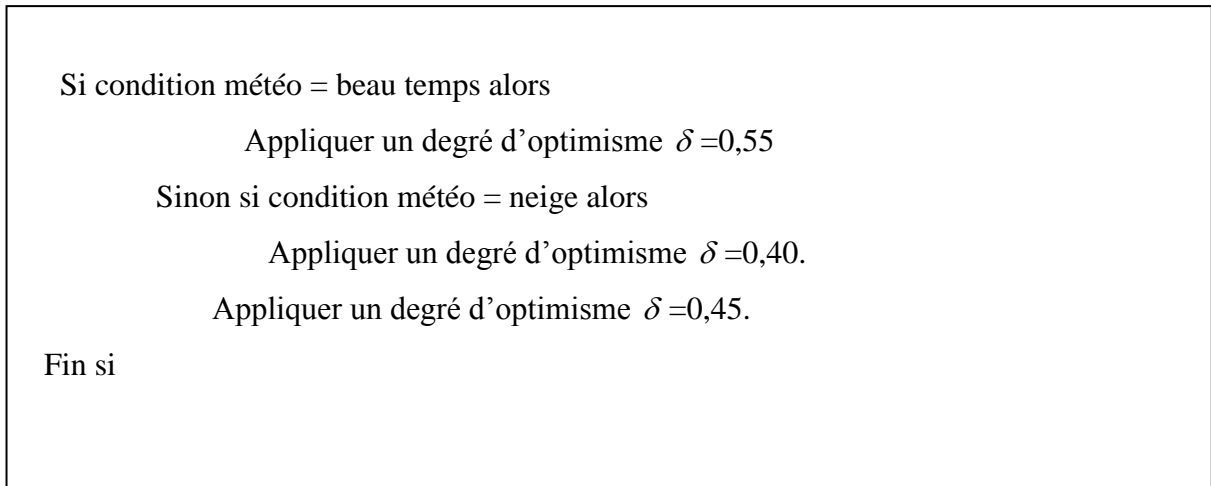 Si condition météo = beau temps alors
Appliquer un degré d’optimisme δ =0,55
Sinon si condition météo = neige alors
Appliquer un degré d’optimisme δ =0,40.
Appliquer un degré d’optimisme δ =0,45.
Fin si